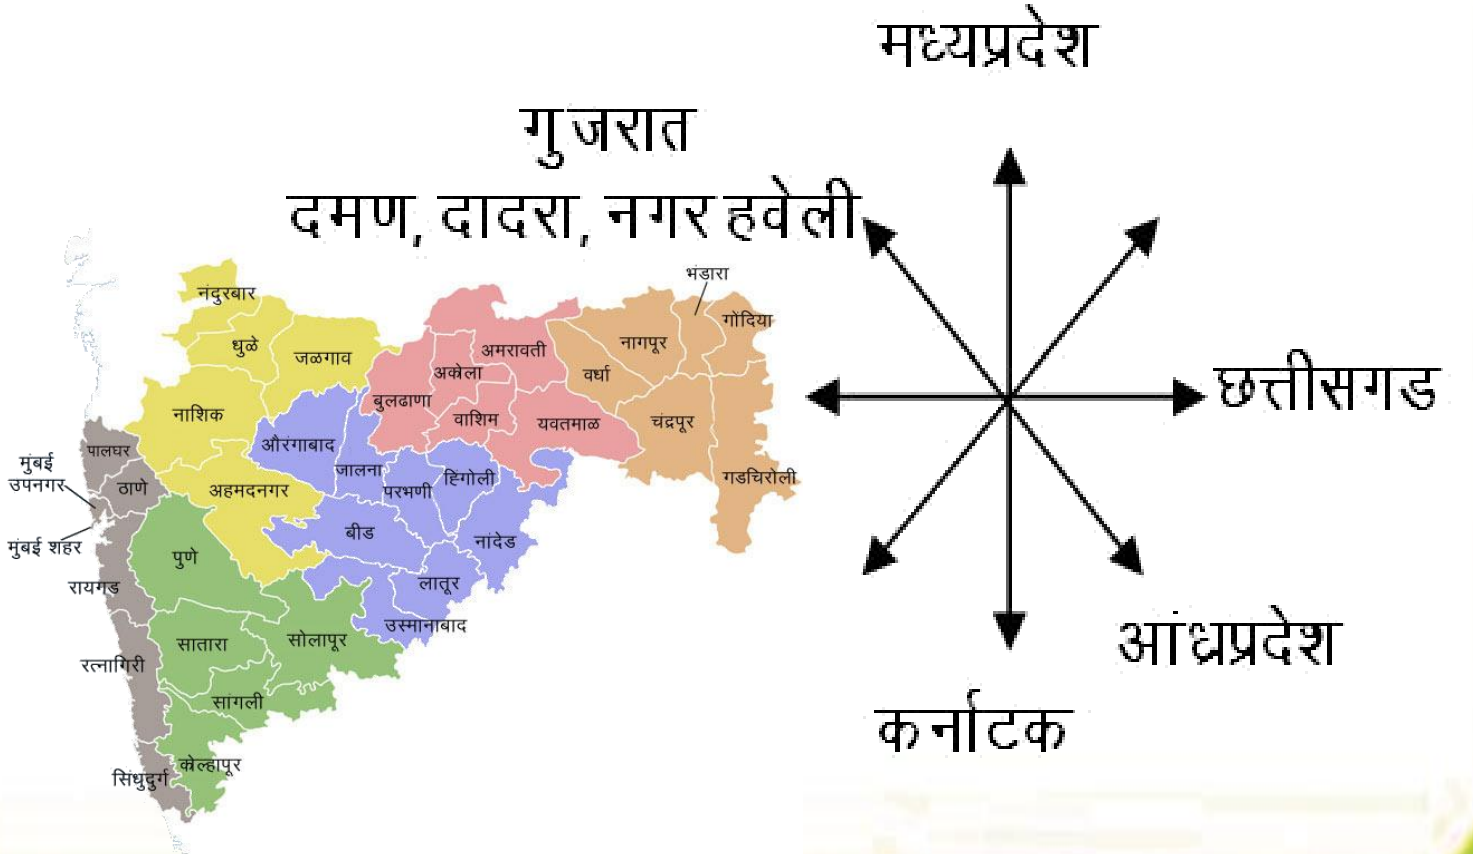 मध्यप्रदेश
गुजरात
दमण, दादरा, नगर हवेली
छत्तीसगड
आंध्रप्रदेश
कर्नाटक
नंदुरबार
धुळे
जळगाव
नाशिक
अहमदनगर
भंडारा
गोंदिया
नागपूर
वर्धा
चंद्रपूर
गडचिरोली
अमरावती
अकोला
बुलढाणा
वाशिम
यवतमाळ
औरंगाबाद
जालना
परभणी
हिंगोली
बीड
नांदेड
लातूर
उस्मानाबाद
पालघर
ठाणे
मुंबई
उपनगर
मुंबई शहर
रायगड
रत्नागिरी
सिंधुदुर्ग
पुणे
सातारा
सोलापूर
सांगली
कोल्हापूर